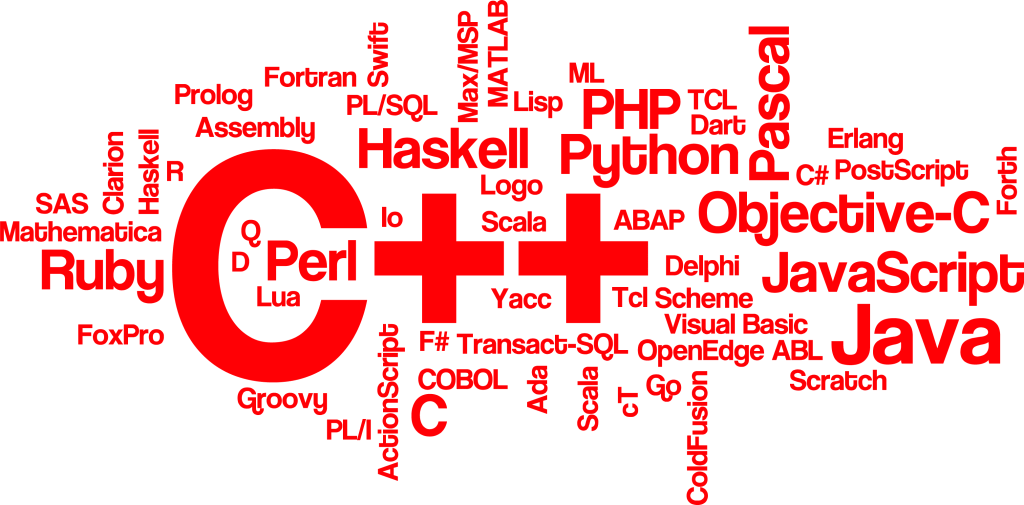 Swift
Max/MSP
MATLAB
Pascal
Fortran
ML
Prolog
PL/SQL
Lisp
PHP
TCL
Assembly
Dart
Haskell
Python
Erlang
Clarion
Haskell
R
Logo
C#
PostScript
Forth
SAS
Io
Scala
ABAP
Objective-C
Mathematica
Q
C++
Ruby
D
Perl
Delphi
JavaScript
Lua
Yacc
Tcl
Scheme
FoxPro
Visual Basic
Java
F#
Transact-SQL
OpenEdge ABL
ActionScript
COBOL
Ada
Scala
cT
Go
Scratch
Groovy
C
ColdFusion
PL/I